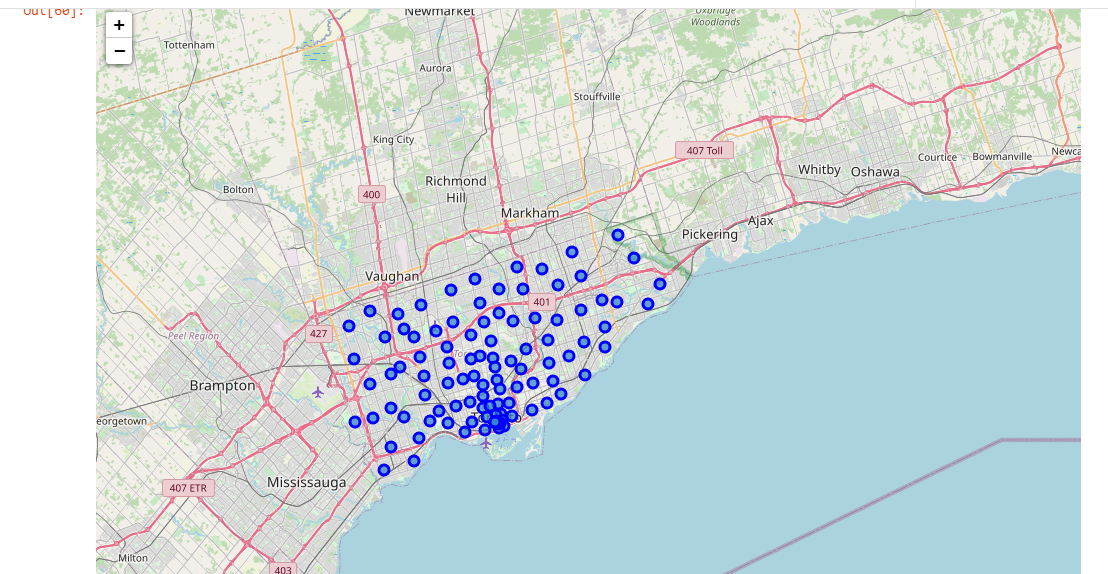 Out[60]:
+
−
Newmarket
Uxbridge
Woodlands
Tottenham
Aurora
Stouffville
King City
407 Toll
Courtice
Bowmanville
Newca
Whitby
Oshawa
Richmond
Hill
Bolton
400
Markham
Ajax
Pickering
Vaughan
401
427
Peel Region
Brampton
eorgetown
Mississauga
407 ETR
Milton
403